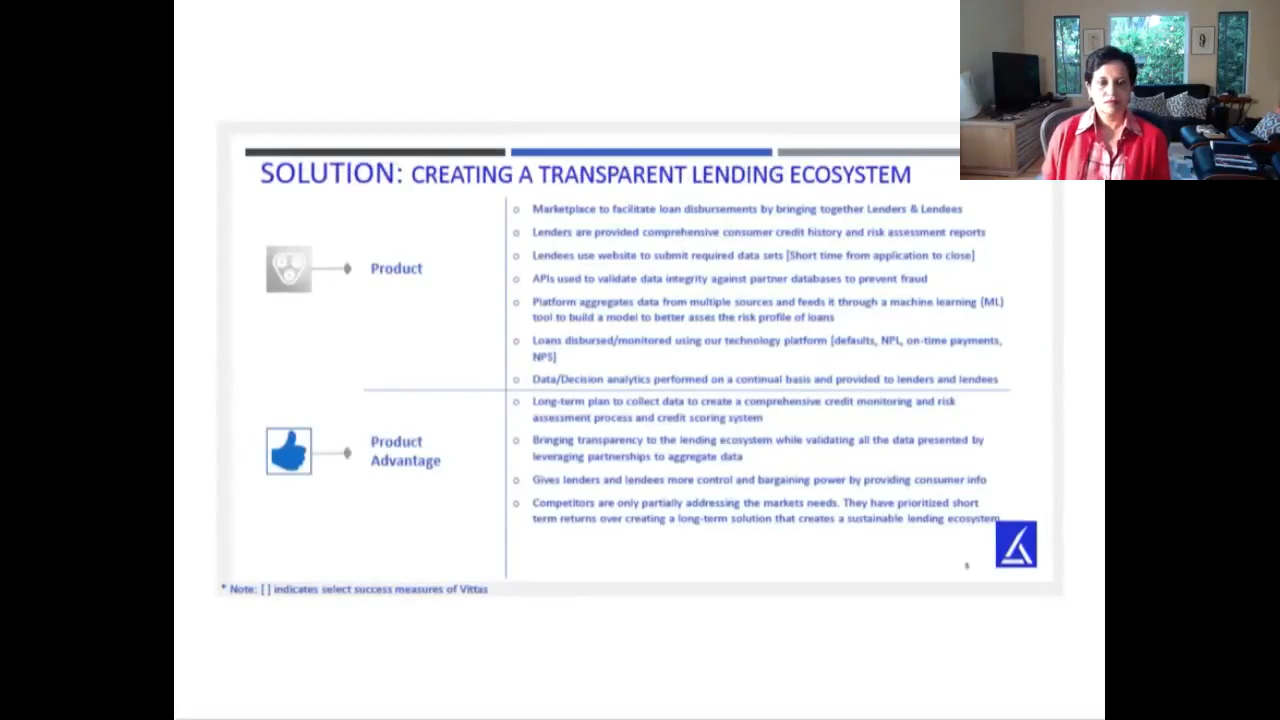 SOLUTION: CREATING A TRANSPARENT LENDING ECOSYSTEM
Product
o Marketplace to facilitate loan disbursements by bringing together Lenders & Lendees
o Lenders are provided comprehensive consumer credit history and risk assessment reports
o Lendees use website to submit required data sets [Short time from application to close]
o APIs used to validate data integrity against partner databases to prevent fraud
o Platform aggregates data from multiple sources and feeds it through a machine learning (ML)
tool to build a model to better asses the risk profile of loans
o Loans disbursed/monitored using our technology platform [defaults, NPL, on-time payments,
NPS]
o Data/Decision analytics performed on a continual basis and provided to lenders and lendees
Product
Advantage
o Long-term plan to collect data to create a comprehensive credit monitoring and risk
assessment process and credit scoring system
o Bringing transparency to the lending ecosystem while validating all the data presented by
leveraging partnerships to aggregate data
o Gives lenders and lendees more control and bargaining power by providing consumer info
o Competitors are only partially addressing the markets needs. They have prioritized short
term returns over creating a long-term solution that creates a sustainable lending ecosystem
* Note: [ ] indicates select success measures of Vittas